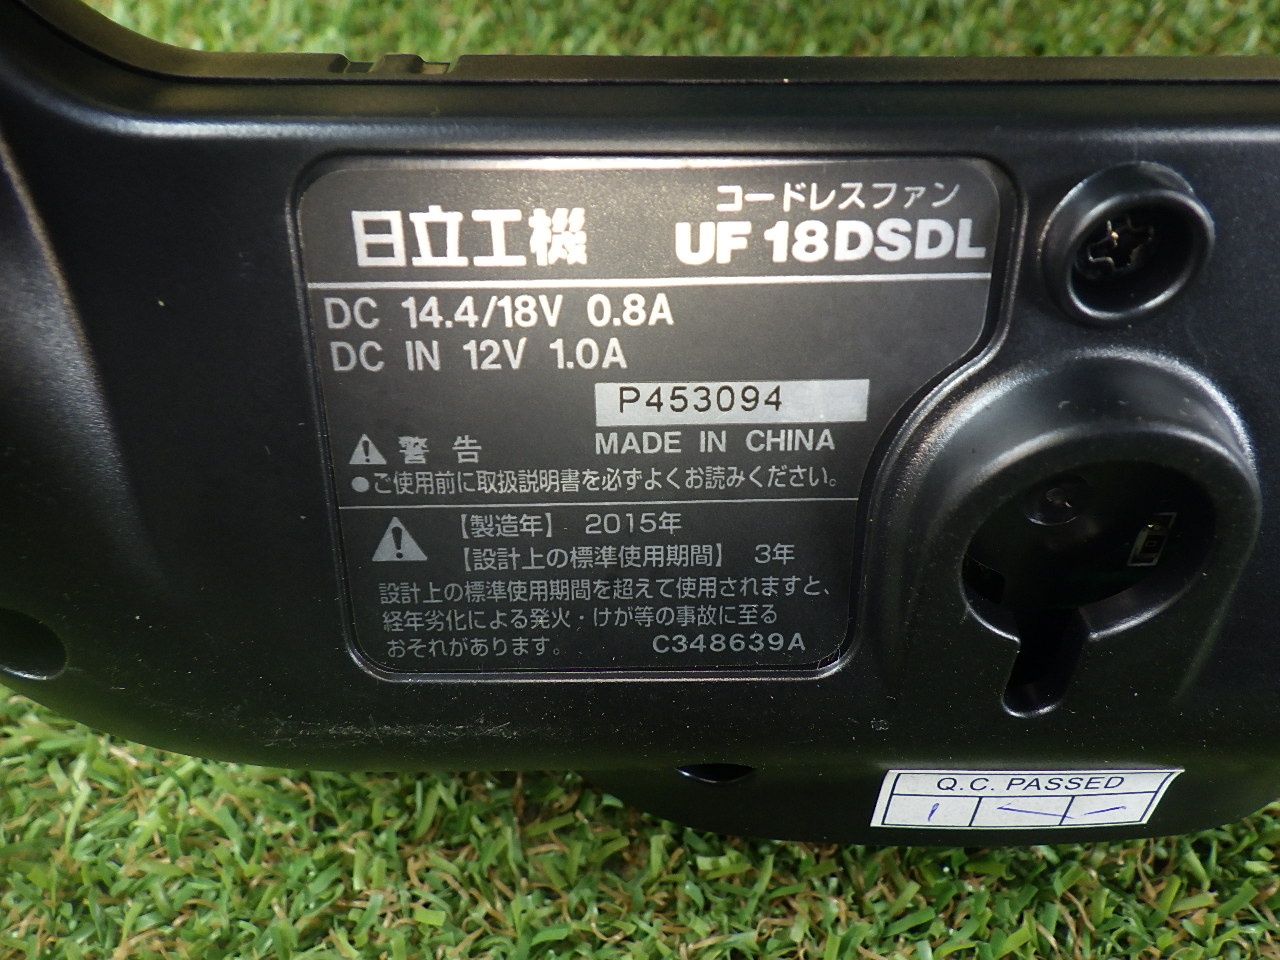 コードレスファン
日立工機 UF 18DSDL
DC 14.4/18V 0.8A
DC IN 12V 1.0A
P453094
MADE IN CHINA
警告
●ご使用前に取扱説明書を必ずよくお読みください。
【製造年】 2015年
【設計上の標準使用期間】 3年
設計上の標準使用期間を超えて使用されますと、
経年劣化による発火・けが等の事故に至る
おそれがあります。 C348639A
Q.C. PASSED